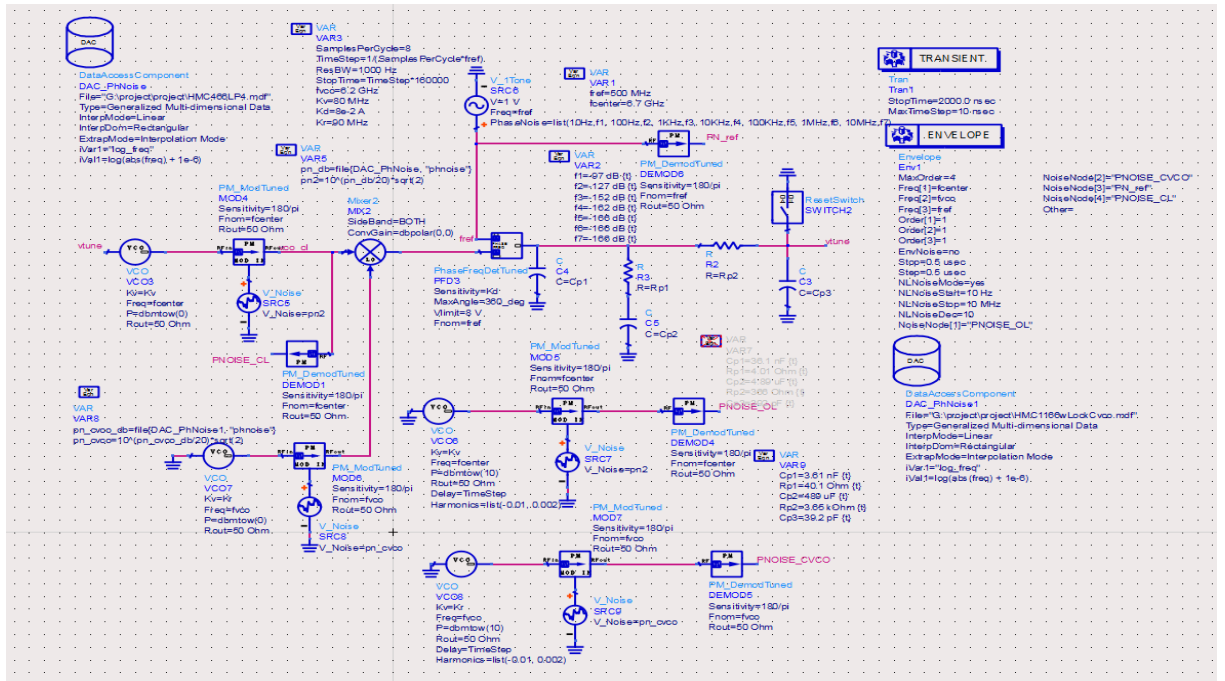 DAC
DataAccessComponent
DAC_PhNoise
File="G:\project\project\HMC466LP4.mdf"
Type=Generalized Multi-dimensional Data
InterpMode=Linear
InterpDom=Rectangular
ExtrapMode=Interpolation Mode
iVar1="log_freq"
iVal1=log(abs(freq) + 1e-6)
Var Eqn
VAR
VAR3
SamplesPerCycle=8
TimeStep=1/(SamplesPerCycle*fref)
ResBW=1000 Hz
StopTime=TimeStep*160000
fvco=6.2 GHz
Kv=80 MHz
Kd=8e-2 A
Kr=90 MHz
V_1Tone
SRC6
V=1 V
Freq=fref
PhaseNoise=list(10Hz,f1, 100Hz,f2, 1KHz,f3, 10KHz,f4, 100KHz,f5, 1MHz,f6, 10MHz,f7)
Var Eqn
VAR
VAR1
fref=500 MHz
fcenter=6.7 GHz
TRANSIENT
Tran
Tran1
StopTime=2000.0 nsec
MaxTimeStep=10 nsec
ENVELOPE
Envelope
Env1
MaxOrder=4
Freq[1]=fcenter
Freq[2]=fvco
Freq[3]=fref
Order[1]=1
Order[2]=1
Order[3]=1
EnvNoise=no
Stop=0.5 usec
Step=0.5 usec
NLNoiseMode=yes
NLNoiseStart=10 Hz
NLNoiseStop=10 MHz
NLNoiseDec=10
NoiseNode[1]="PNOISE_OL"
NoiseNode[2]="PNOISE_CVCO"
NoiseNode[3]="PN_ref"
NoiseNode[4]="PNOISE_CL"
Other=
Var Eqn
VAR
VAR5
pn_db=file{DAC_PhNoise, "phnoise"}
pn2=10^(pn_db/20)*sqrt(2)
PN_ref
PM_DemodTuned
DEMOD6
Sensitivity=180/pi
Fnom=fref
Rout=50 Ohm
Var Eqn
VAR
VAR2
f1=-97 dB {t}
f2=-127 dB {t}
f3=-152 dB {t}
f4=-162 dB {t}
f6=-166 dB {t}
f7=-166 dB {t}
PM_ModTuned
MOD4
Sensitivity=180/pi
Fnom=fcenter
Rout=50 Ohm
Mixer2
MIX2
SideBand=BOTH
ConvGain=dbpolar(0,0)
ResetSwitch
SWITCH2
vtune
VCO
VCO3
Kv=Kv
Freq=fcenter
P=dbmtow(0)
Rout=50 Ohm
V_Noise
SRC5
V_Noise=pn2
fref
PhaseFreqDetTuned
PFD3
Sensitivity=Kd
MaxAngle=360_deg
Vlimit=8 V
Fnom=fref
C
C4
C=Cp1
R
R3
R=Rp1
C
C5
C=Cp2
R
R2
R=Rp2
vtune
C
C3
C=Cp3
PNOISE_CL
PM_DemodTuned
DEMOD1
Sensitivity=180/pi
Fnom=fcenter
Rout=50 Ohm
VAR
VAR7
Var Eqn
VAR
VAR8
pn_cvco_db=file{DAC_PhNoise1, "phnoise"}
pn_cvco=10^(pn_cvco_db/20)*sqrt(2)
VCO
VCO7
Kv=Kr
Freq=fvco
P=dbmtow(0)
Rout=50 Ohm
PM_ModTuned
MOD6
Sensitivity=180/pi
Fnom=fvco
Rout=50 Ohm
V_Noise
SRC8
V_Noise=pn_cvco
VCO
VCO6
Kv=Kv
Freq=fcenter
P=dbmtow(10)
Rout=50 Ohm
Delay=TimeStep
Harmonics=list(-0.01, 0.002)
PM_ModTuned
MOD5
Sensitivity=180/pi
Fnom=fcenter
Rout=50 Ohm
V_Noise
SRC7
V_Noise=pn2
PNOISE_OL
PM_DemodTuned
DEMOD4
Sensitivity=180/pi
Fnom=fcenter
Rout=50 Ohm
Var Eqn
VAR
VAR9
Cp1=3.61 nF {t}
Rp1=40.1 Ohm {t}
Cp2=489 uF {t}
Rp2=3.65 kOhm {t}
Cp3=39.2 pF {t}
DAC
DataAccessComponent
DAC_PhNoise1
File="G:\project\project\HMC1166wLockCvco.mdf"
Type=Generalized Multi-dimensional Data
InterpMode=Linear
InterpDom=Rectangular
ExtrapMode=Interpolation Mode
iVar1="log_freq"
iVal1=log(abs(freq) + 1e-6)
VCO
VCO8
Kv=Kr
Freq=fvco
P=dbmtow(10)
Rout=50 Ohm
Delay=TimeStep
Harmonics=list(-0.01, 0.002)
PM_ModTuned
MOD7
Sensitivity=180/pi
Fnom=fvco
Rout=50 Ohm
V_Noise
SRC9
V_Noise=pn_cvco
PNOISE_CVCO
PM_DemodTuned
DEMOD5
Sensitivity=180/pi
Fnom=fvco
Rout=50 Ohm